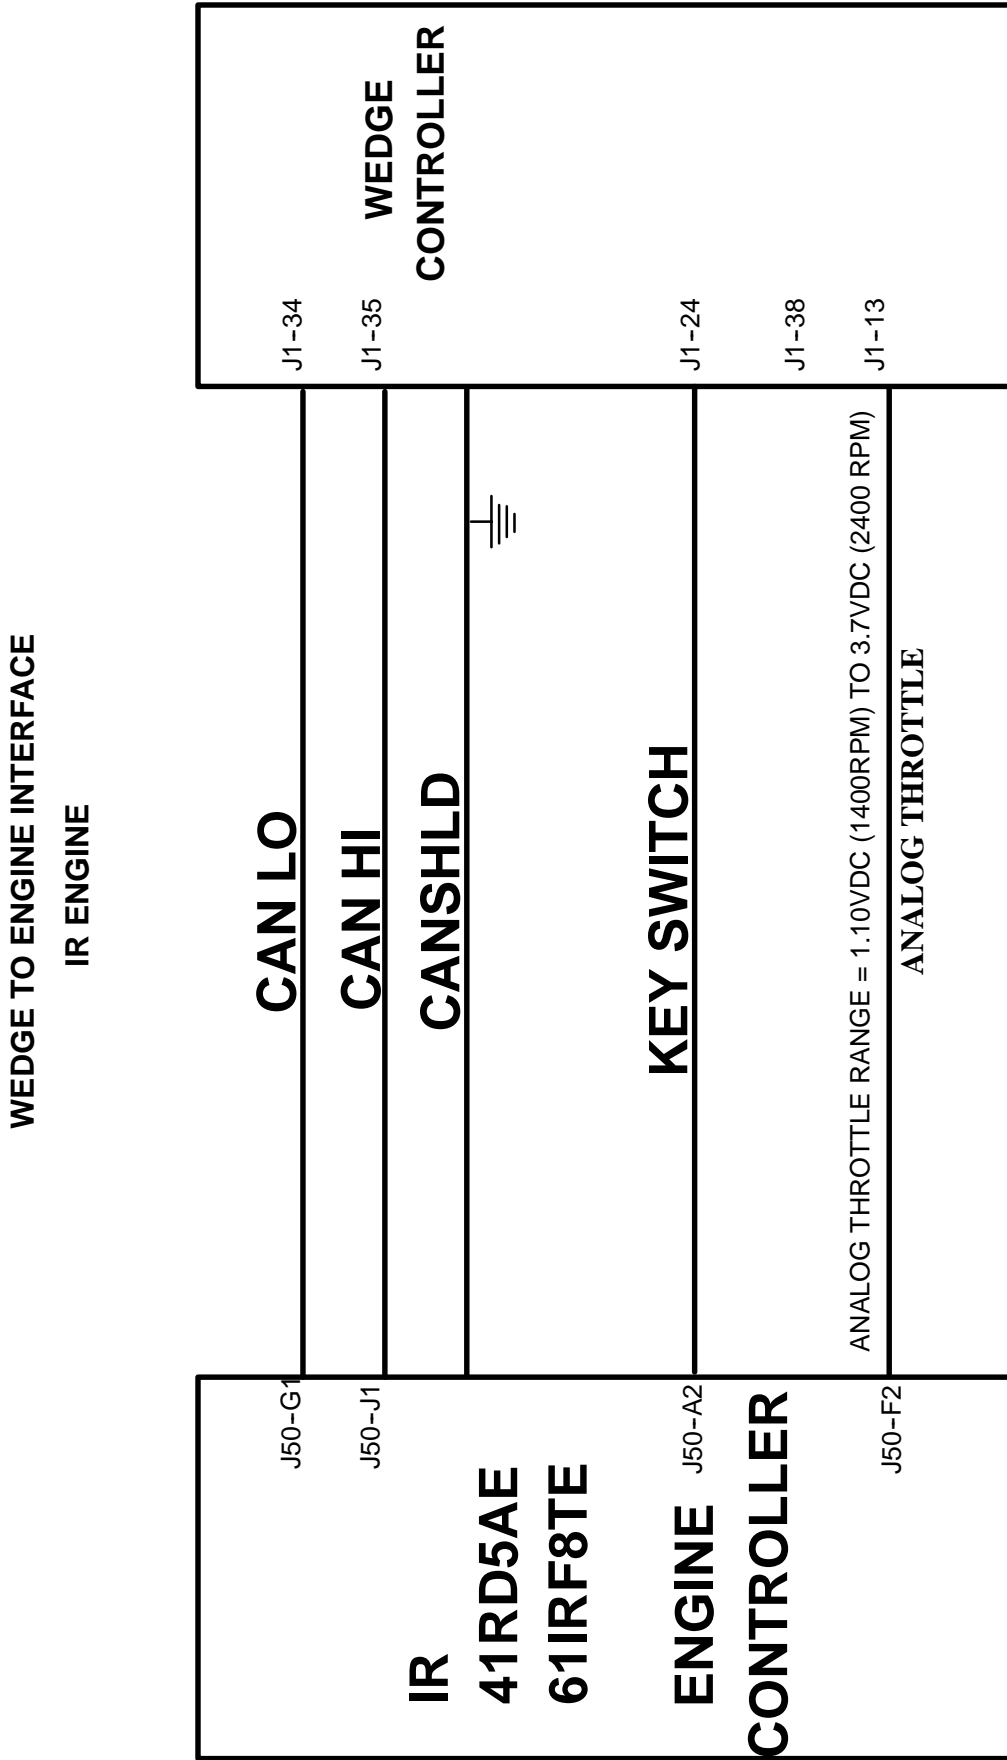 WEDGE TO ENGINE INTERFACE
IR ENGINE
J50-G1
CAN LO
J1-34
J50-J1
CAN HI
J1-35
WEDGE
CONTROLLER
CANSHLD
IR
41RD5AE
61IRF8TE
ENGINE
CONTROLLER
J50-A2
KEY SWITCH
J1-24
J1-38
ANALOG THROTTLE RANGE = 1.10VDC (1400RPM) TO 3.7VDC (2400 RPM)
J50-F2
ANALOG THROTTLE
J1-13